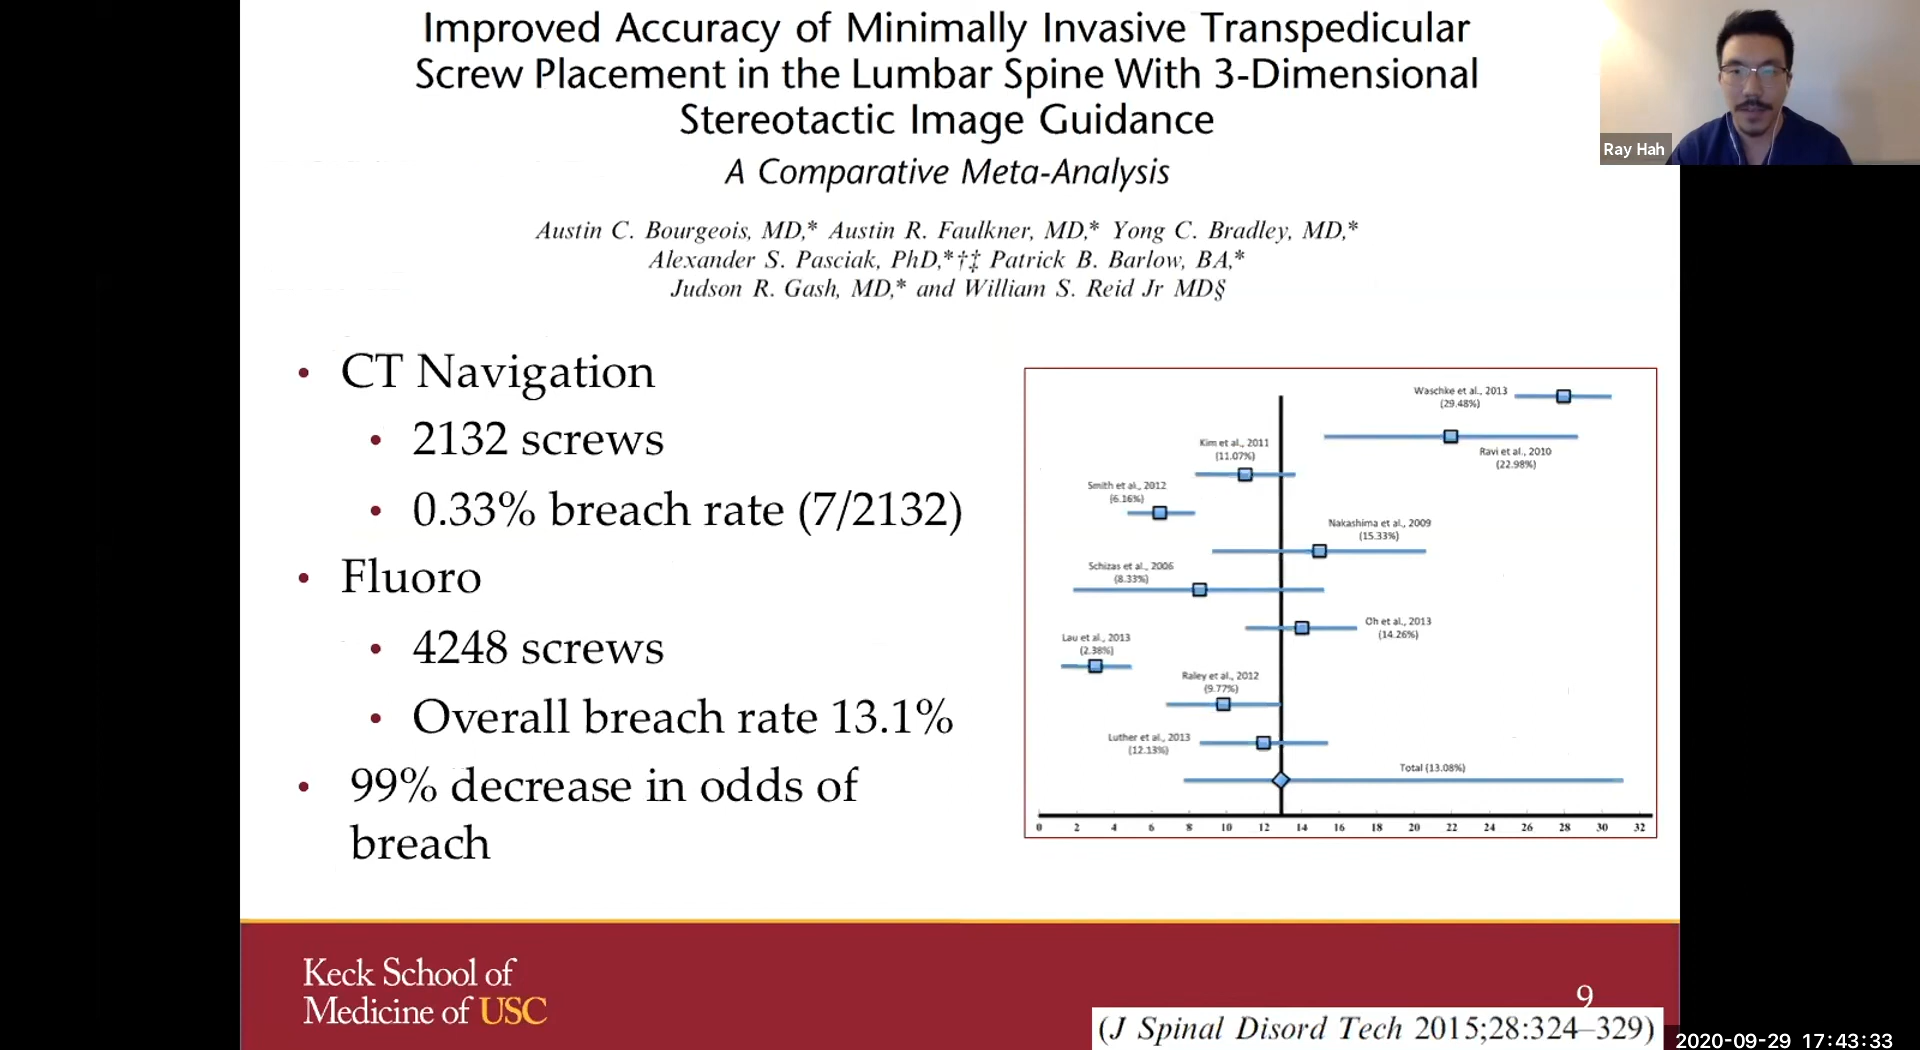 Improved Accuracy of Minimally Invasive Transpedicular
Screw Placement in the Lumbar Spine With 3-Dimensional
Stereotactic Image Guidance
A Comparative Meta-Analysis
Austin C. Bourgeois, MD,* Austin R. Faulkner, MD,* Yong C. Bradley, MD,*
Alexander S. Pasciak, PhD,*†‡ Patrick B. Barlow, BA,*
Judson R. Gash, MD,* and William S. Reid Jr MD§
Ray Hah
• CT Navigation
• 2132 screws
• 0.33% breach rate (7/2132)
• Fluoro
• 4248 screws
• Overall breach rate 13.1%
• 99% decrease in odds of
breach
Waschke et al., 2013
(29.48%)
Ravi et al., 2010
(22.98%)
Kim et al., 2011
(11.07%)
Smith et al., 2012
(6.16%)
Nakashima et al., 2009
(15.33%)
Schizas et al., 2006
(8.33%)
Oh et al., 2013
(14.26%)
Lau et al., 2013
(2.38%)
Raley et al., 2012
(9.77%)
Luther et al., 2013
(12.13%)
Total (13.08%)
0 2 4 6 8 10 12 14 16 18 20 22 24 26 28 30 32
Keck School of
Medicine of USC
9
(J Spinal Disord Tech 2015;28:324–329)
2020-09-29 17:43:33